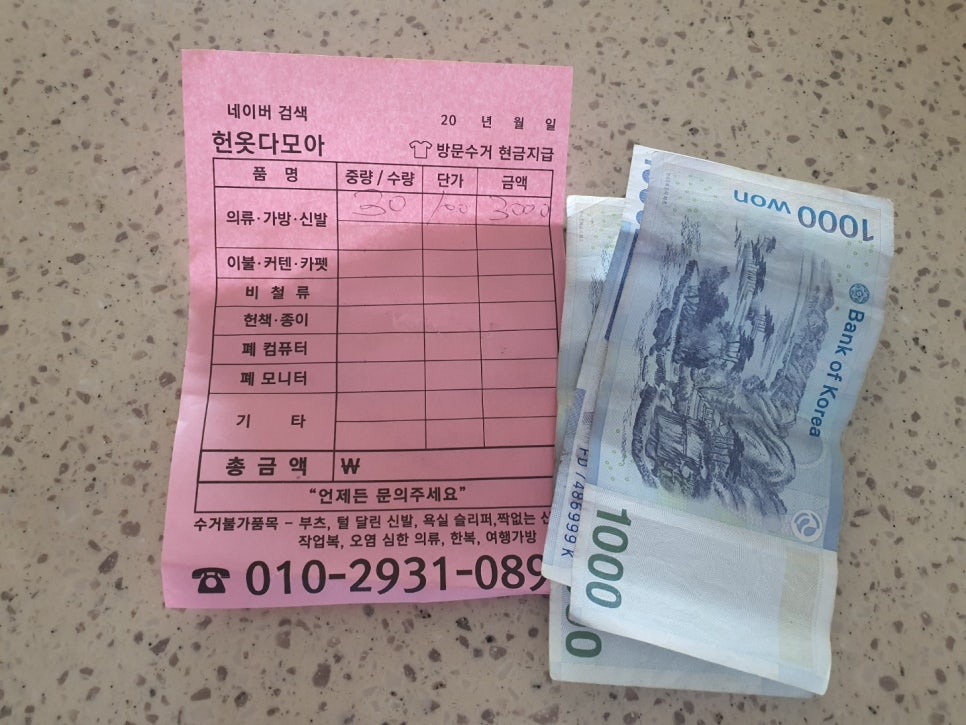 네이버 검색
20 년 월 일
헌옷다모아
방문수거 현금지급
품 명 중량 / 수량 단가 금액
의류·가방·신발 30 100 3000
이불·커텐·카펫
비 철 류
헌책·종이
폐 컴퓨터
폐 모니터
기 타
총 금 액 ₩
“언제든 문의주세요”
수거불가품목 - 부츠, 털 달린 신발, 욕실 슬리퍼,짝없는
작업복, 오염 심한 의류, 한복, 여행가방
☎ 010-2931-089
1000 won
Bank of Korea
7486999 K
1000